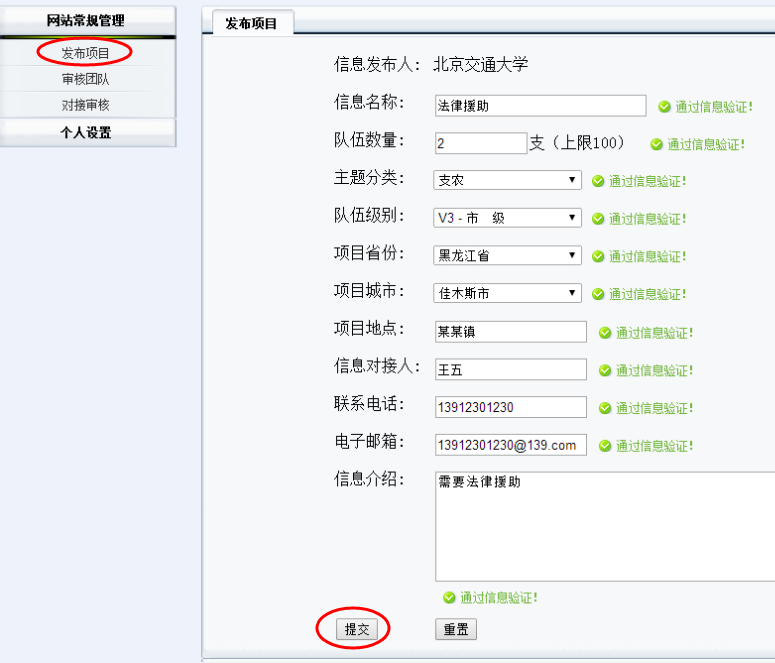 网站常规管理
发布项目
审核团队
对接审核
个人设置
发布项目
信息发布人: 北京交通大学
信息名称: 法律援助 通过信息验证!
队伍数量: 2 支（上限100） 通过信息验证!
主题分类: 支农 通过信息验证!
队伍级别: V3 - 市 级 通过信息验证!
项目省份: 黑龙江省 通过信息验证!
项目城市: 佳木斯市 通过信息验证!
项目地点: 某某镇 通过信息验证!
信息对接人: 王五 通过信息验证!
联系电话: 13912301230 通过信息验证!
电子邮箱: 13912301230@139.com 通过信息验证!
信息介绍: 需要法律援助
通过信息验证!
提交 重置